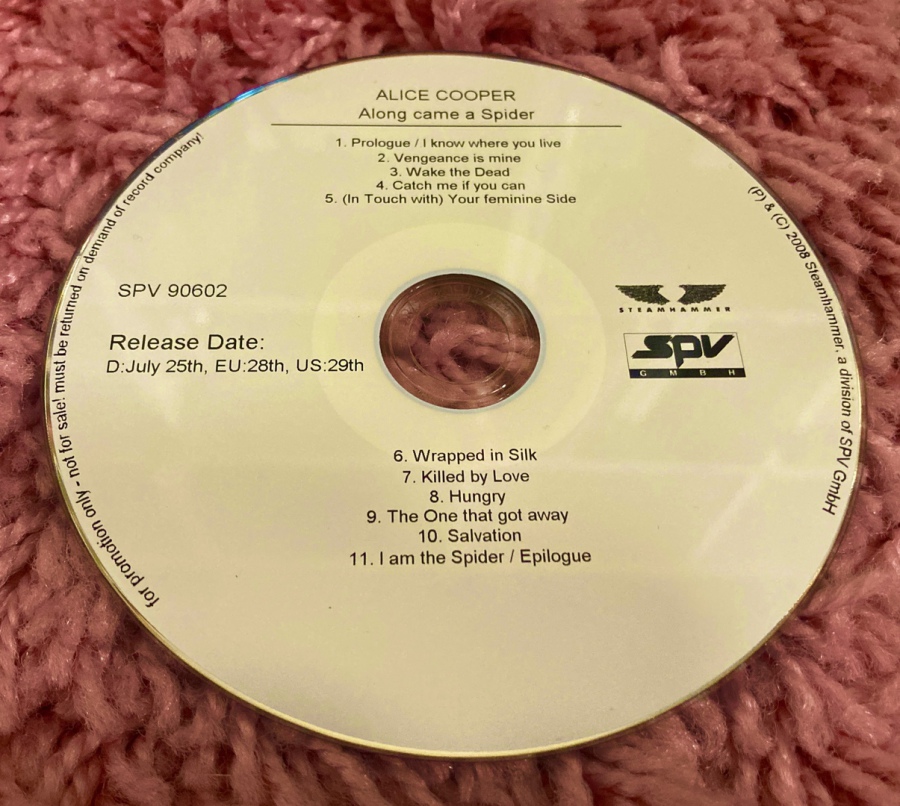 ALICE COOPER
Along came a Spider
1. Prologue / I know where you live
2. Vengeance is mine
3. Wake the Dead
4. Catch me if you can
5. (In Touch with) Your feminine Side
SPV 90602
Release Date:
D:July 25th, EU:28th, US:29th
STEAMHAMMER
SPV
GMBH
6. Wrapped in Silk
7. Killed by Love
8. Hungry
9. The One that got away
10. Salvation
11. I am the Spider / Epilogue
for promotion only - not for sale! must be returned on demand of record company!
(P) & (C) 2008 Steamhammer, a division of SPV GmbH